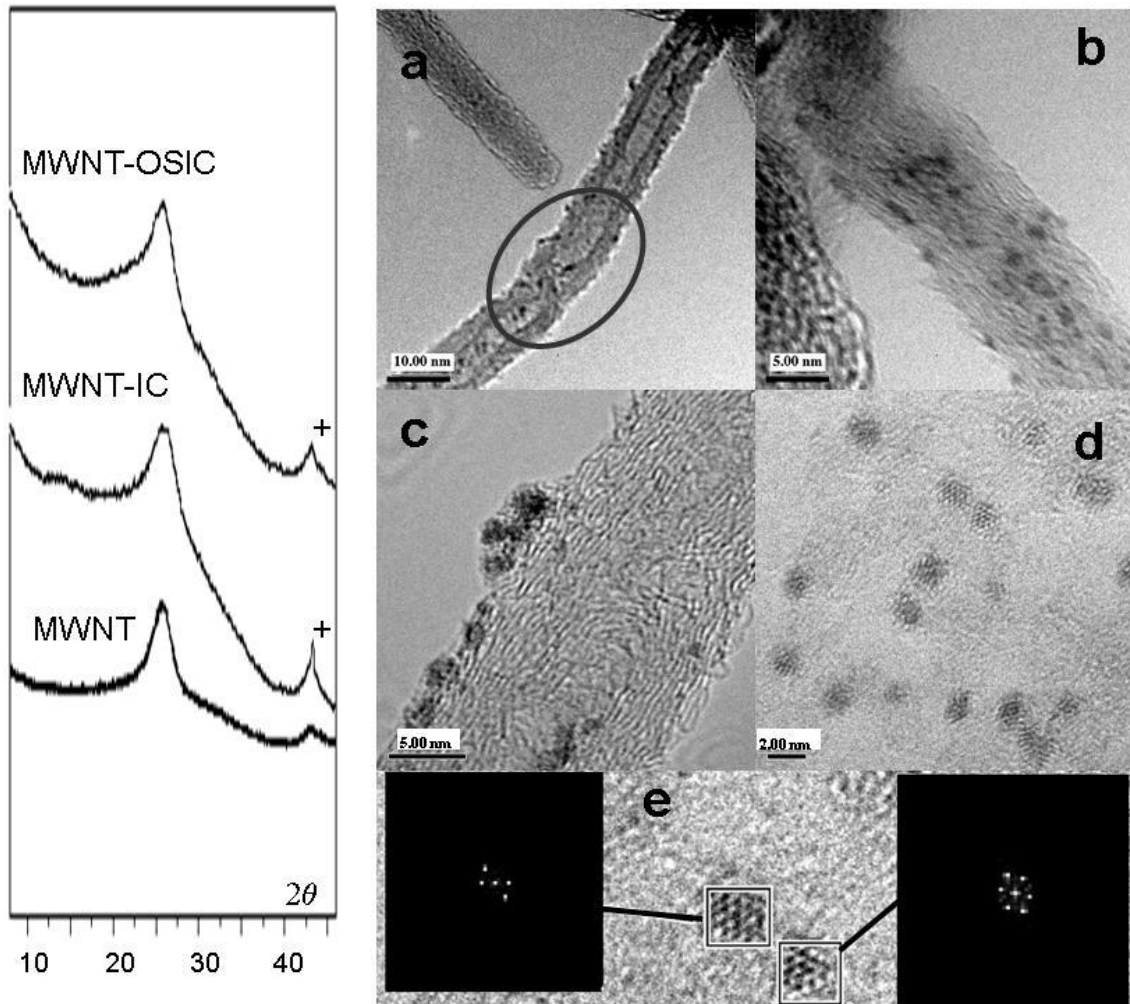 MWNT-OSIC
MWNT-IC
+
MWNT
+
2θ
10 20 30 40
a
10.00 nm
b
5.00 nm
c
5.00 nm
d
2.00 nm
e